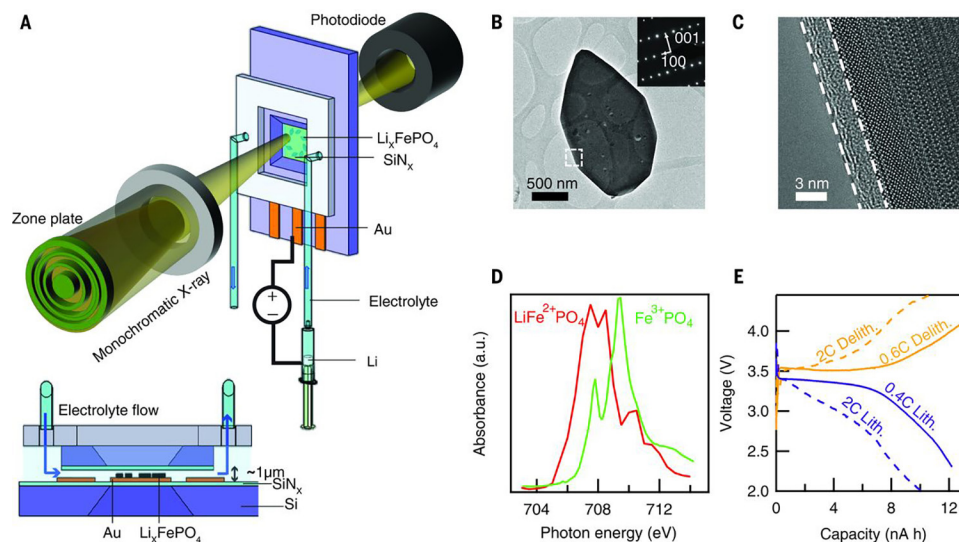 A
Photodiode
LiₓFePO₄
SiNₓ
Zone plate
Au
Monochromatic X-ray
Electrolyte
Li
Electrolyte flow
~1μm
SiNₓ
Si
Au
LiₓFePO₄
B
001
100
500 nm
C
3 nm
D
LiFe²⁺PO₄
Fe³⁺PO₄
Absorbance (a.u.)
704
708
712
Photon energy (eV)
E
2C Delith.
0.6C Delith.
0.4C Lith.
2C Lith.
Voltage (V)
4.0
3.5
3.0
2.5
2.0
0
4
8
12
Capacity (nA h)